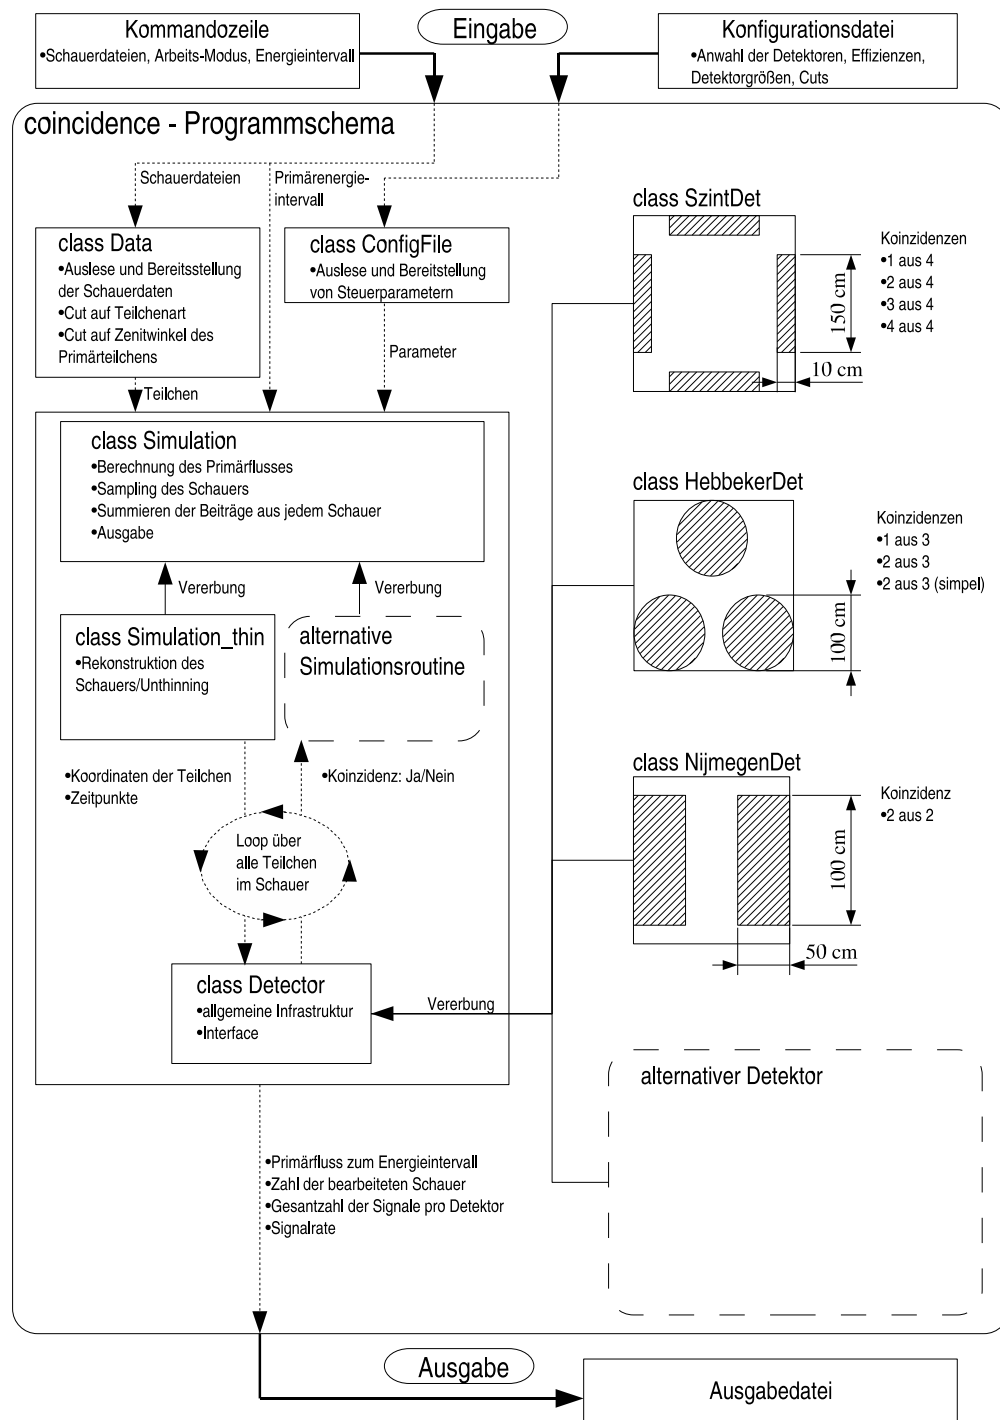 Kommandozeile
•Schauerdateien, Arbeits-Modus, Energieintervall
Eingabe
Konfigurationsdatei
•Anwahl der Detektoren, Effizienzen,
Detektorgrößen, Cuts
coincidence - Programmschema
Schauerdateien
Primärenergie-
intervall
class Data
•Auslese und Bereitsstellung
der Schauerdaten
•Cut auf Teilchenart
•Cut auf Zenitwinkel des
Primärteilchens
class ConfigFile
•Auslese und Bereitstellung
von Steuerparametern
Teilchen
Parameter
class Simulation
•Berechnung des Primärflusses
•Sampling des Schauers
•Summieren der Beiträge aus jedem Schauer
•Ausgabe
Vererbung
Vererbung
class Simulation_thin
•Rekonstruktion des
Schauers/Unthinning
alternative
Simulationsroutine
•Koordinaten der Teilchen
•Zeitpunkte
•Koinzidenz: Ja/Nein
Loop über
alle Teilchen
im Schauer
class Detector
•allgemeine Infrastruktur
•Interface
Vererbung
class SzintDet
Koinzidenzen
•1 aus 4
•2 aus 4
•3 aus 4
•4 aus 4
150 cm
10 cm
class HebbekerDet
Koinzidenzen
•1 aus 3
•2 aus 3
•2 aus 3 (simpel)
100 cm
class NijmegenDet
Koinzidenz
•2 aus 2
100 cm
50 cm
alternativer Detektor
•Primärfluss zum Energieintervall
•Zahl der bearbeiteten Schauer
•Gesantzahl der Signale pro Detektor
•Signalrate
Ausgabe
Ausgabedatei